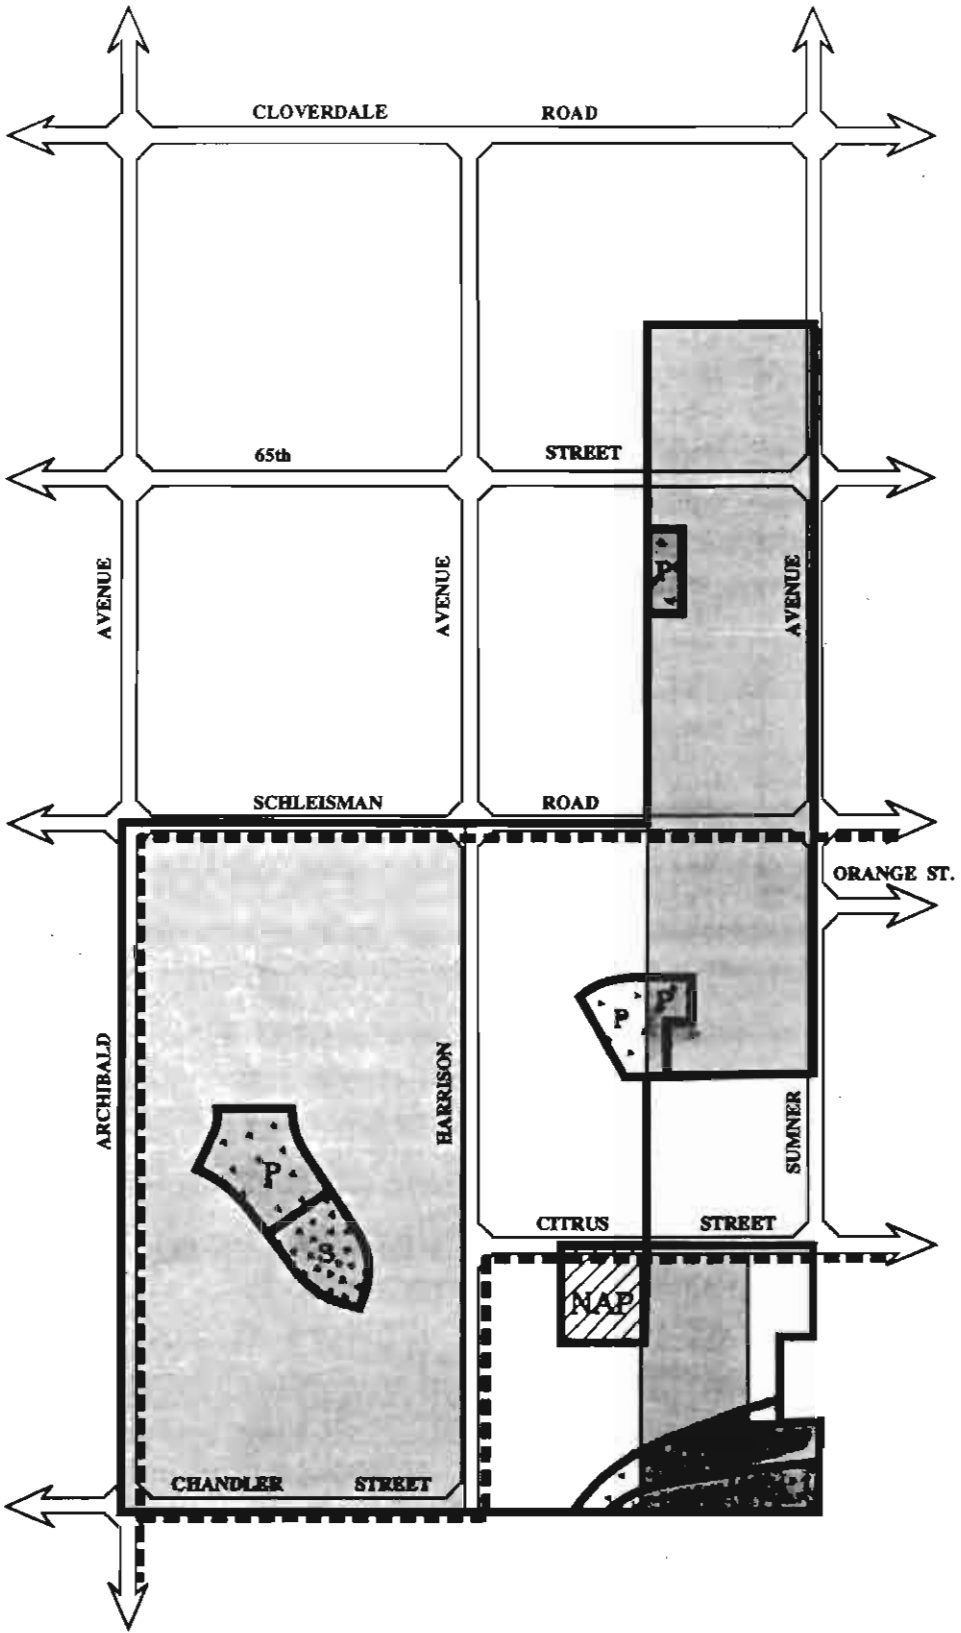 CLOVERDALE ROAD
65th STREET
AVENUE AVENUE AVENUE
P
SCHLEISMAN ROAD
ORANGE ST.
P P
ARCHIBALD HARRISON SUMNER
P
S
CITRUS STREET
NAP
CHANDLER STREET